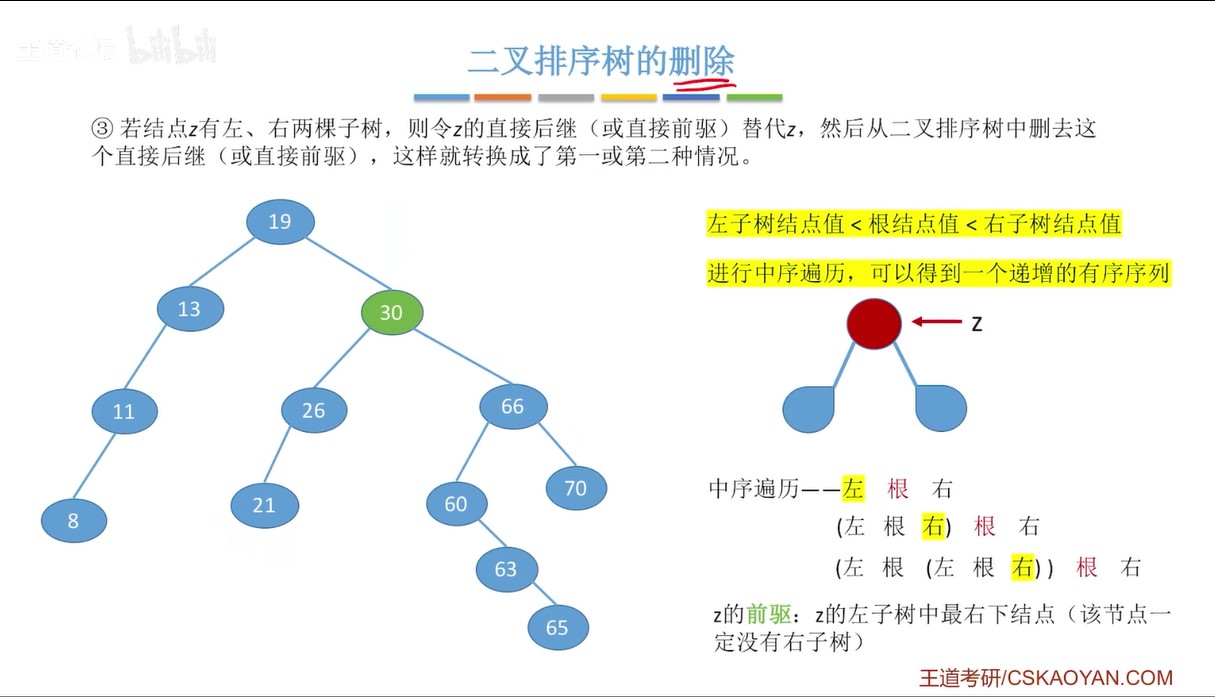 bilibili
二叉排序树的删除
③ 若结点z有左、右两棵子树，则令z的直接后继（或直接前驱）替代z，然后从二叉排序树中删去这
个直接后继（或直接前驱），这样就转换成了第一或第二种情况。
19
13
30
11
26
66
8
21
60
70
63
65
左子树结点值 < 根结点值 < 右子树结点值
进行中序遍历，可以得到一个递增的有序序列
z
中序遍历——左 根 右
(左 根 右) 根 右
(左 根 (左 根 右) ) 根 右
z的前驱：z的左子树中最右下结点（该节点一
定没有右子树）
王道考研/CSKAOYAN.COM